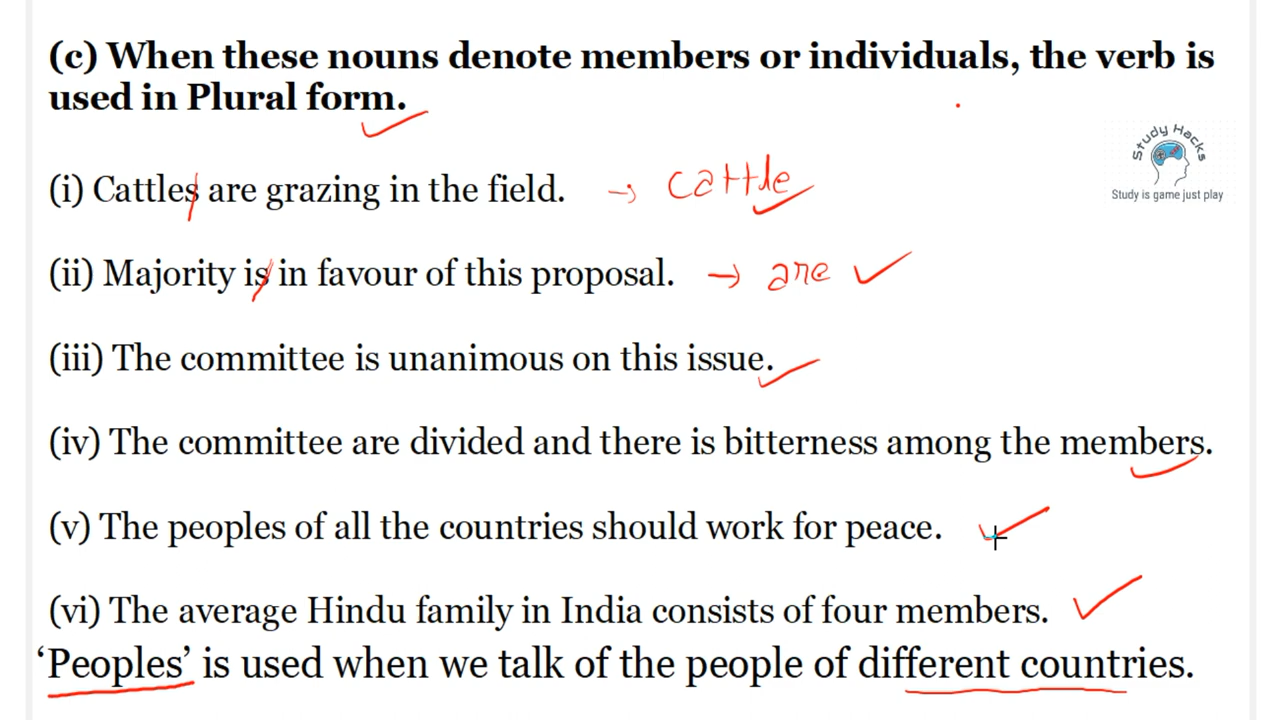 (c) When these nouns denote members or individuals, the verb is
used in Plural form.
Study Hacks
Study is game just play
(i) Cattles are grazing in the field. → cattle
(ii) Majority is in favour of this proposal. → are
(iii) The committee is unanimous on this issue.
(iv) The committee are divided and there is bitterness among the members.
(v) The peoples of all the countries should work for peace.
(vi) The average Hindu family in India consists of four members.
‘Peoples’ is used when we talk of the people of different countries.